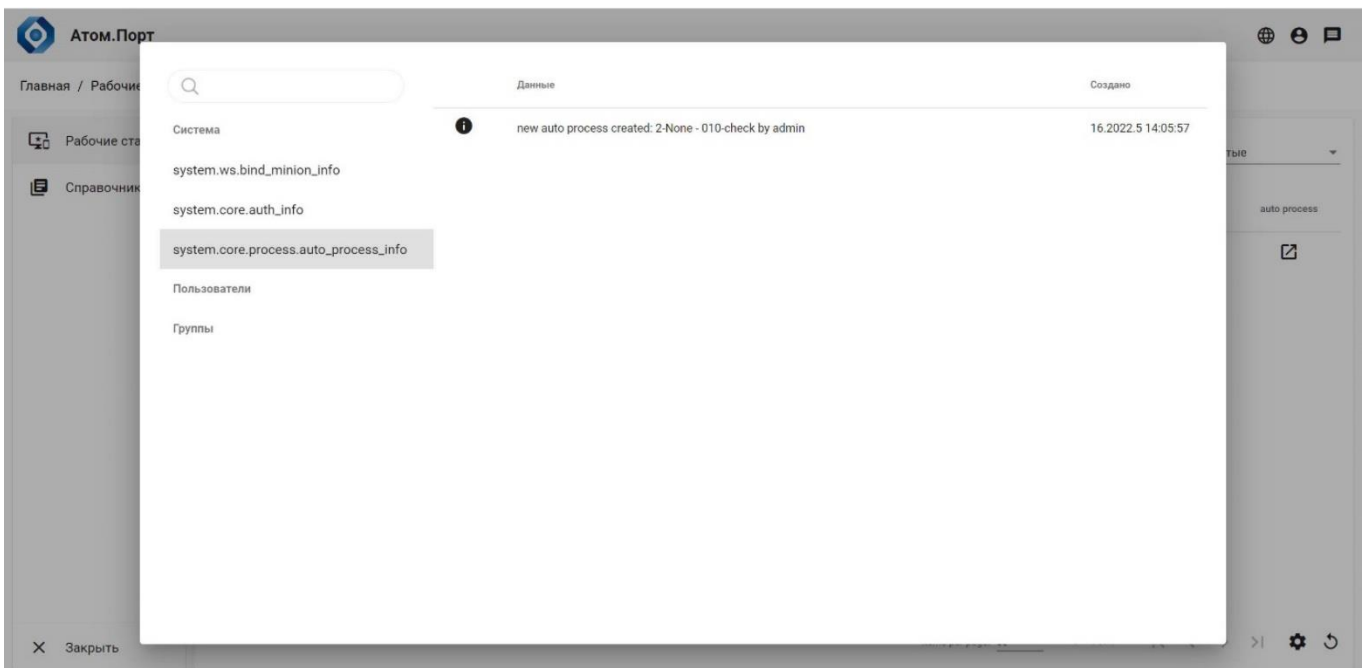 Атом.Порт
Главная / Рабочие
Рабочие ста
Справочник
Закрыть
Система
system.ws.bind_minion_info
system.core.auth_info
system.core.process.auto_process_info
Пользователи
Группы
Данные Создано
new auto process created: 2-None - 010-check by admin 16.2022.5 14:05:57
тые
auto process